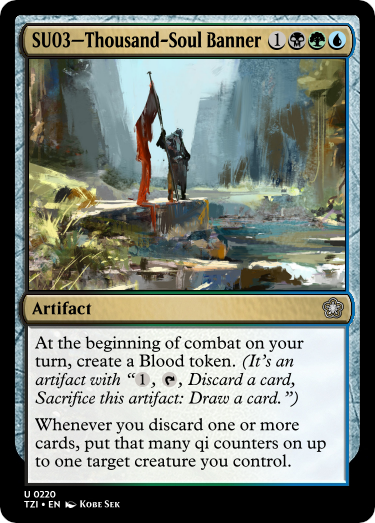 SU03—Thousand-Soul Banner 1
Artifact
At the beginning of combat on your
turn, create a Blood token. (It's an
artifact with “1, , Discard a card,
Sacrifice this artifact: Draw a card.”)
Whenever you discard one or more
cards, put that many qi counters on up
to one target creature you control.
U 0220
TZI • EN Kobe Sek